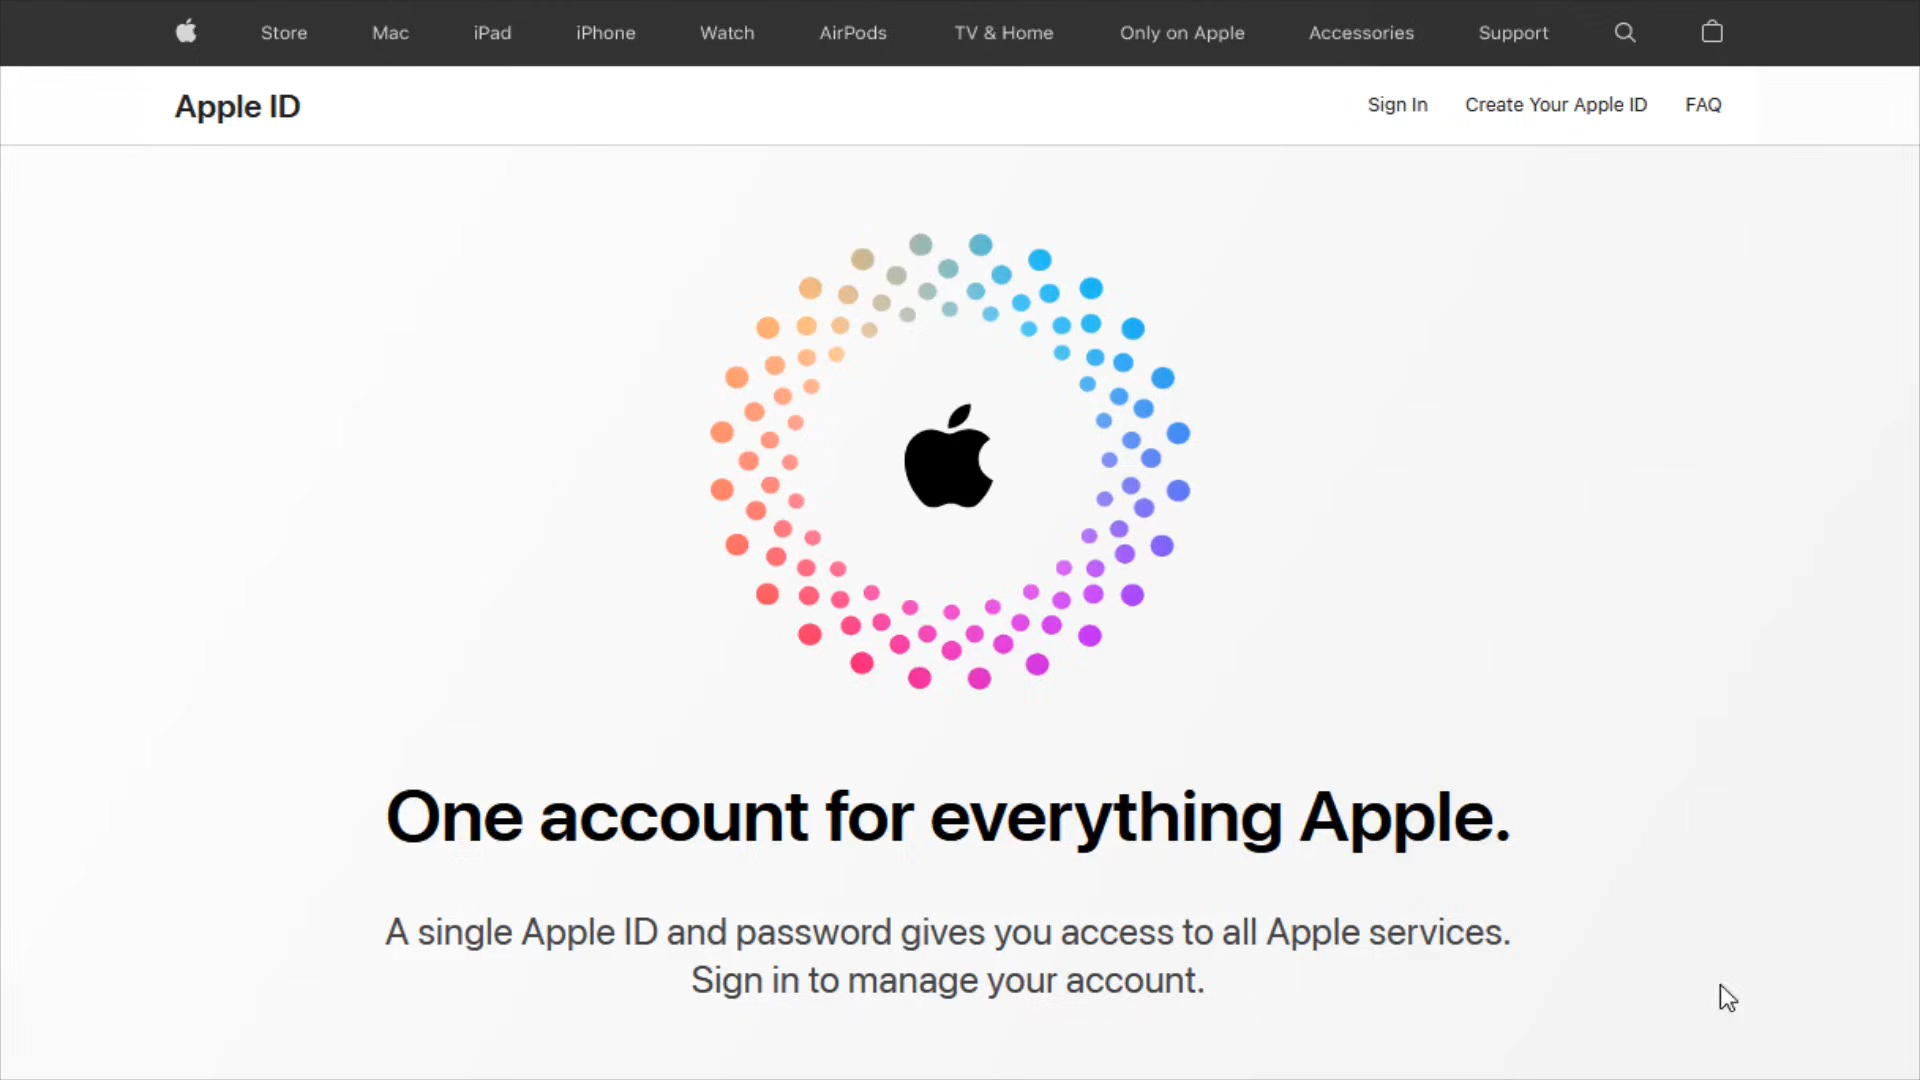 Store Mac iPad iPhone Watch AirPods TV & Home Only on Apple Accessories Support
Apple ID Sign In Create Your Apple ID FAQ
One account for everything Apple.
A single Apple ID and password gives you access to all Apple services.
Sign in to manage your account.